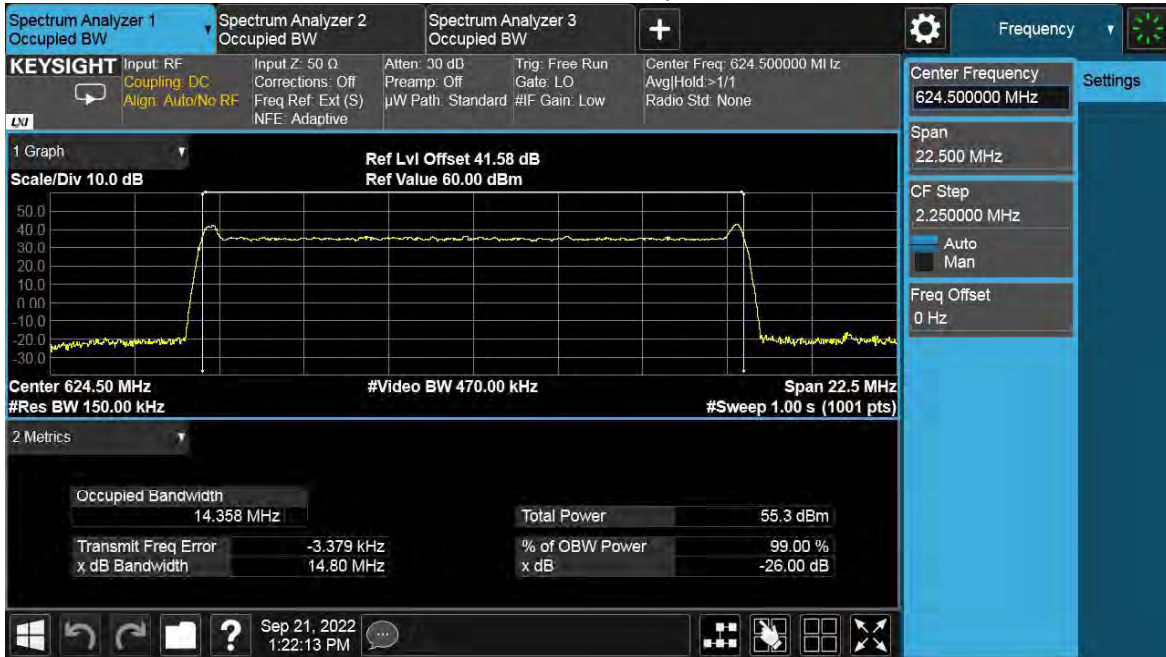 Spectrum Analyzer 1
Occupied BW
Spectrum Analyzer 2
Occupied BW
Spectrum Analyzer 3
Occupied BW
+
Frequency
KEYSIGHT
Input: RF
Coupling: DC
Align: Auto/No RF
Input Z: 50 Ω
Corrections: Off
Freq Ref: Ext (S)
NFE: Adaptive
Atten: 30 dB
Preamp: Off
µW Path: Standard
Trig: Free Run
Gate: LO
#IF Gain: Low
Center Freq: 624.500000 MHz
Avg|Hold:>1/1
Radio Std: None
LXI
Center Frequency
624.500000 MHz
Settings
Span
22.500 MHz
CF Step
2.250000 MHz
Auto
Man
Freq Offset
0 Hz
1 Graph
Scale/Div 10.0 dB
Ref Lvl Offset 41.58 dB
Ref Value 60.00 dBm
50.0
40.0
30.0
20.0
10.0
0.00
-10.0
-20.0
-30.0
Center 624.50 MHz
#Res BW 150.00 kHz
#Video BW 470.00 kHz
Span 22.5 MHz
#Sweep 1.00 s (1001 pts)
2 Metrics
Occupied Bandwidth
14.358 MHz
Total Power 55.3 dBm
Transmit Freq Error -3.379 kHz
% of OBW Power 99.00 %
x dB Bandwidth 14.80 MHz
x dB -26.00 dB
?
Sep 21, 2022
1:22:13 PM